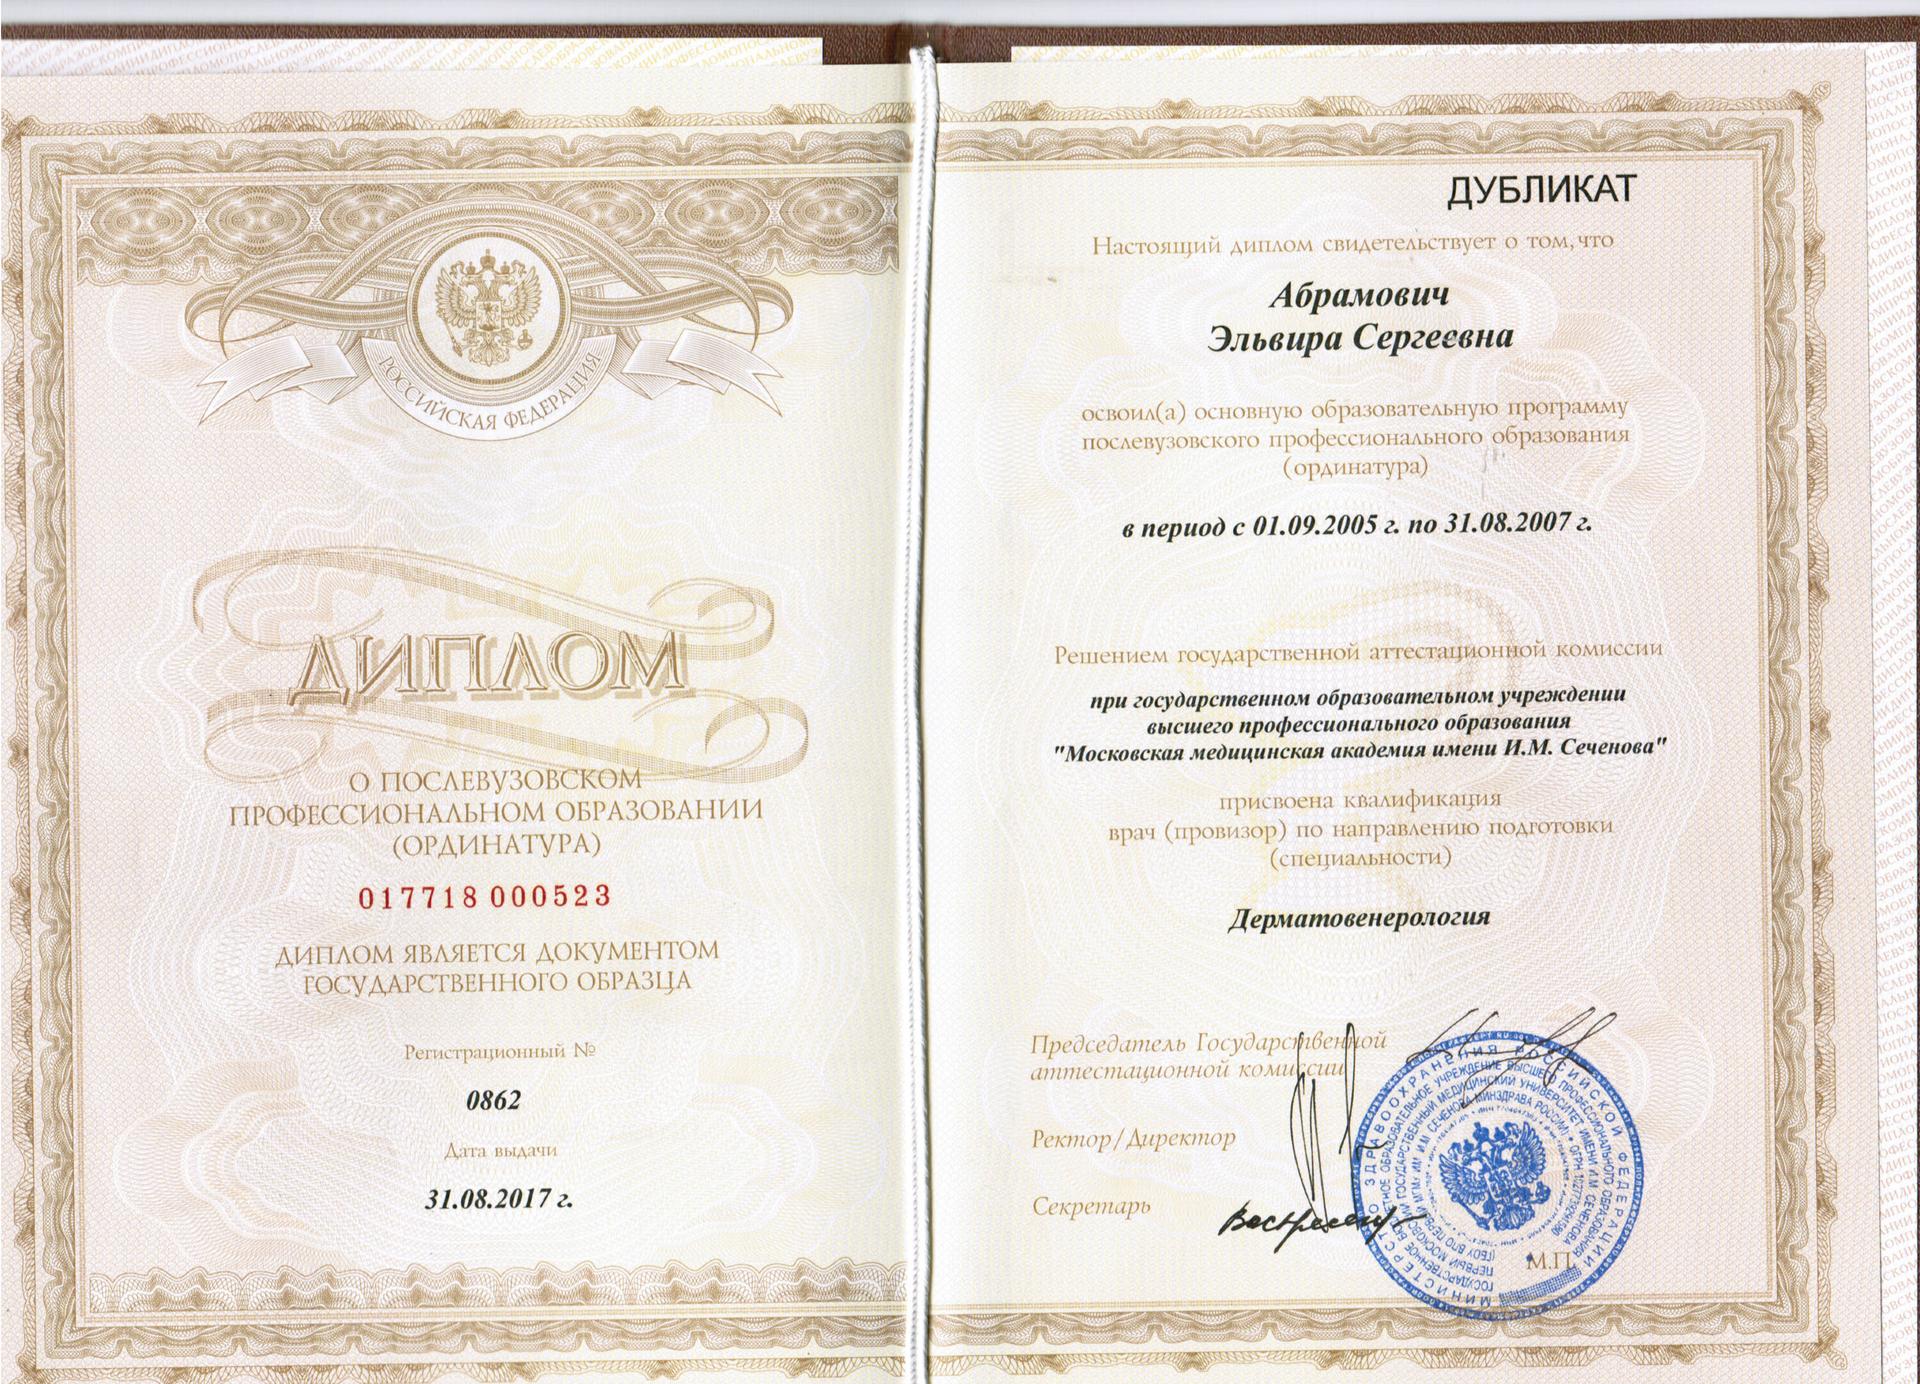 РОССИЙСКАЯ ФЕДЕРАЦИЯ
ДИПЛОМ
О ПОСЛЕВУЗОВСКОМ
ПРОФЕССИОНАЛЬНОМ ОБРАЗОВАНИИ
(ОРДИНАТУРА)
017718 000523
ДИПЛОМ ЯВЛЯЕТСЯ ДОКУМЕНТОМ
ГОСУДАРСТВЕННОГО ОБРАЗЦА
Регистрационный №
0862
Дата выдачи
31.08.2017 г.
ДУБЛИКАТ
Настоящий диплом свидетельствует о том,что
Абрамович
Эльвира Сергеевна
освоил(а) основную образовательную программу
послевузовского профессионального образования
(ординатура)
в период с 01.09.2005 г. по 31.08.2007 г.
Решением государственной аттестационной комиссии
при государственном образовательном учреждении
высшего профессионального образования
"Московская медицинская академия имени И.М. Сеченова"
присвоена квалификация
врач (провизор) по направлению подготовки
(специальности)
Дерматовенерология
Председатель Государственной
аттестационной комиссии
Ректор/Директор
Секретарь
М.П.
МИНИСТЕРСТВО ЗДРАВООХРАНЕНИЯ РОССИЙСКОЙ ФЕДЕРАЦИИ